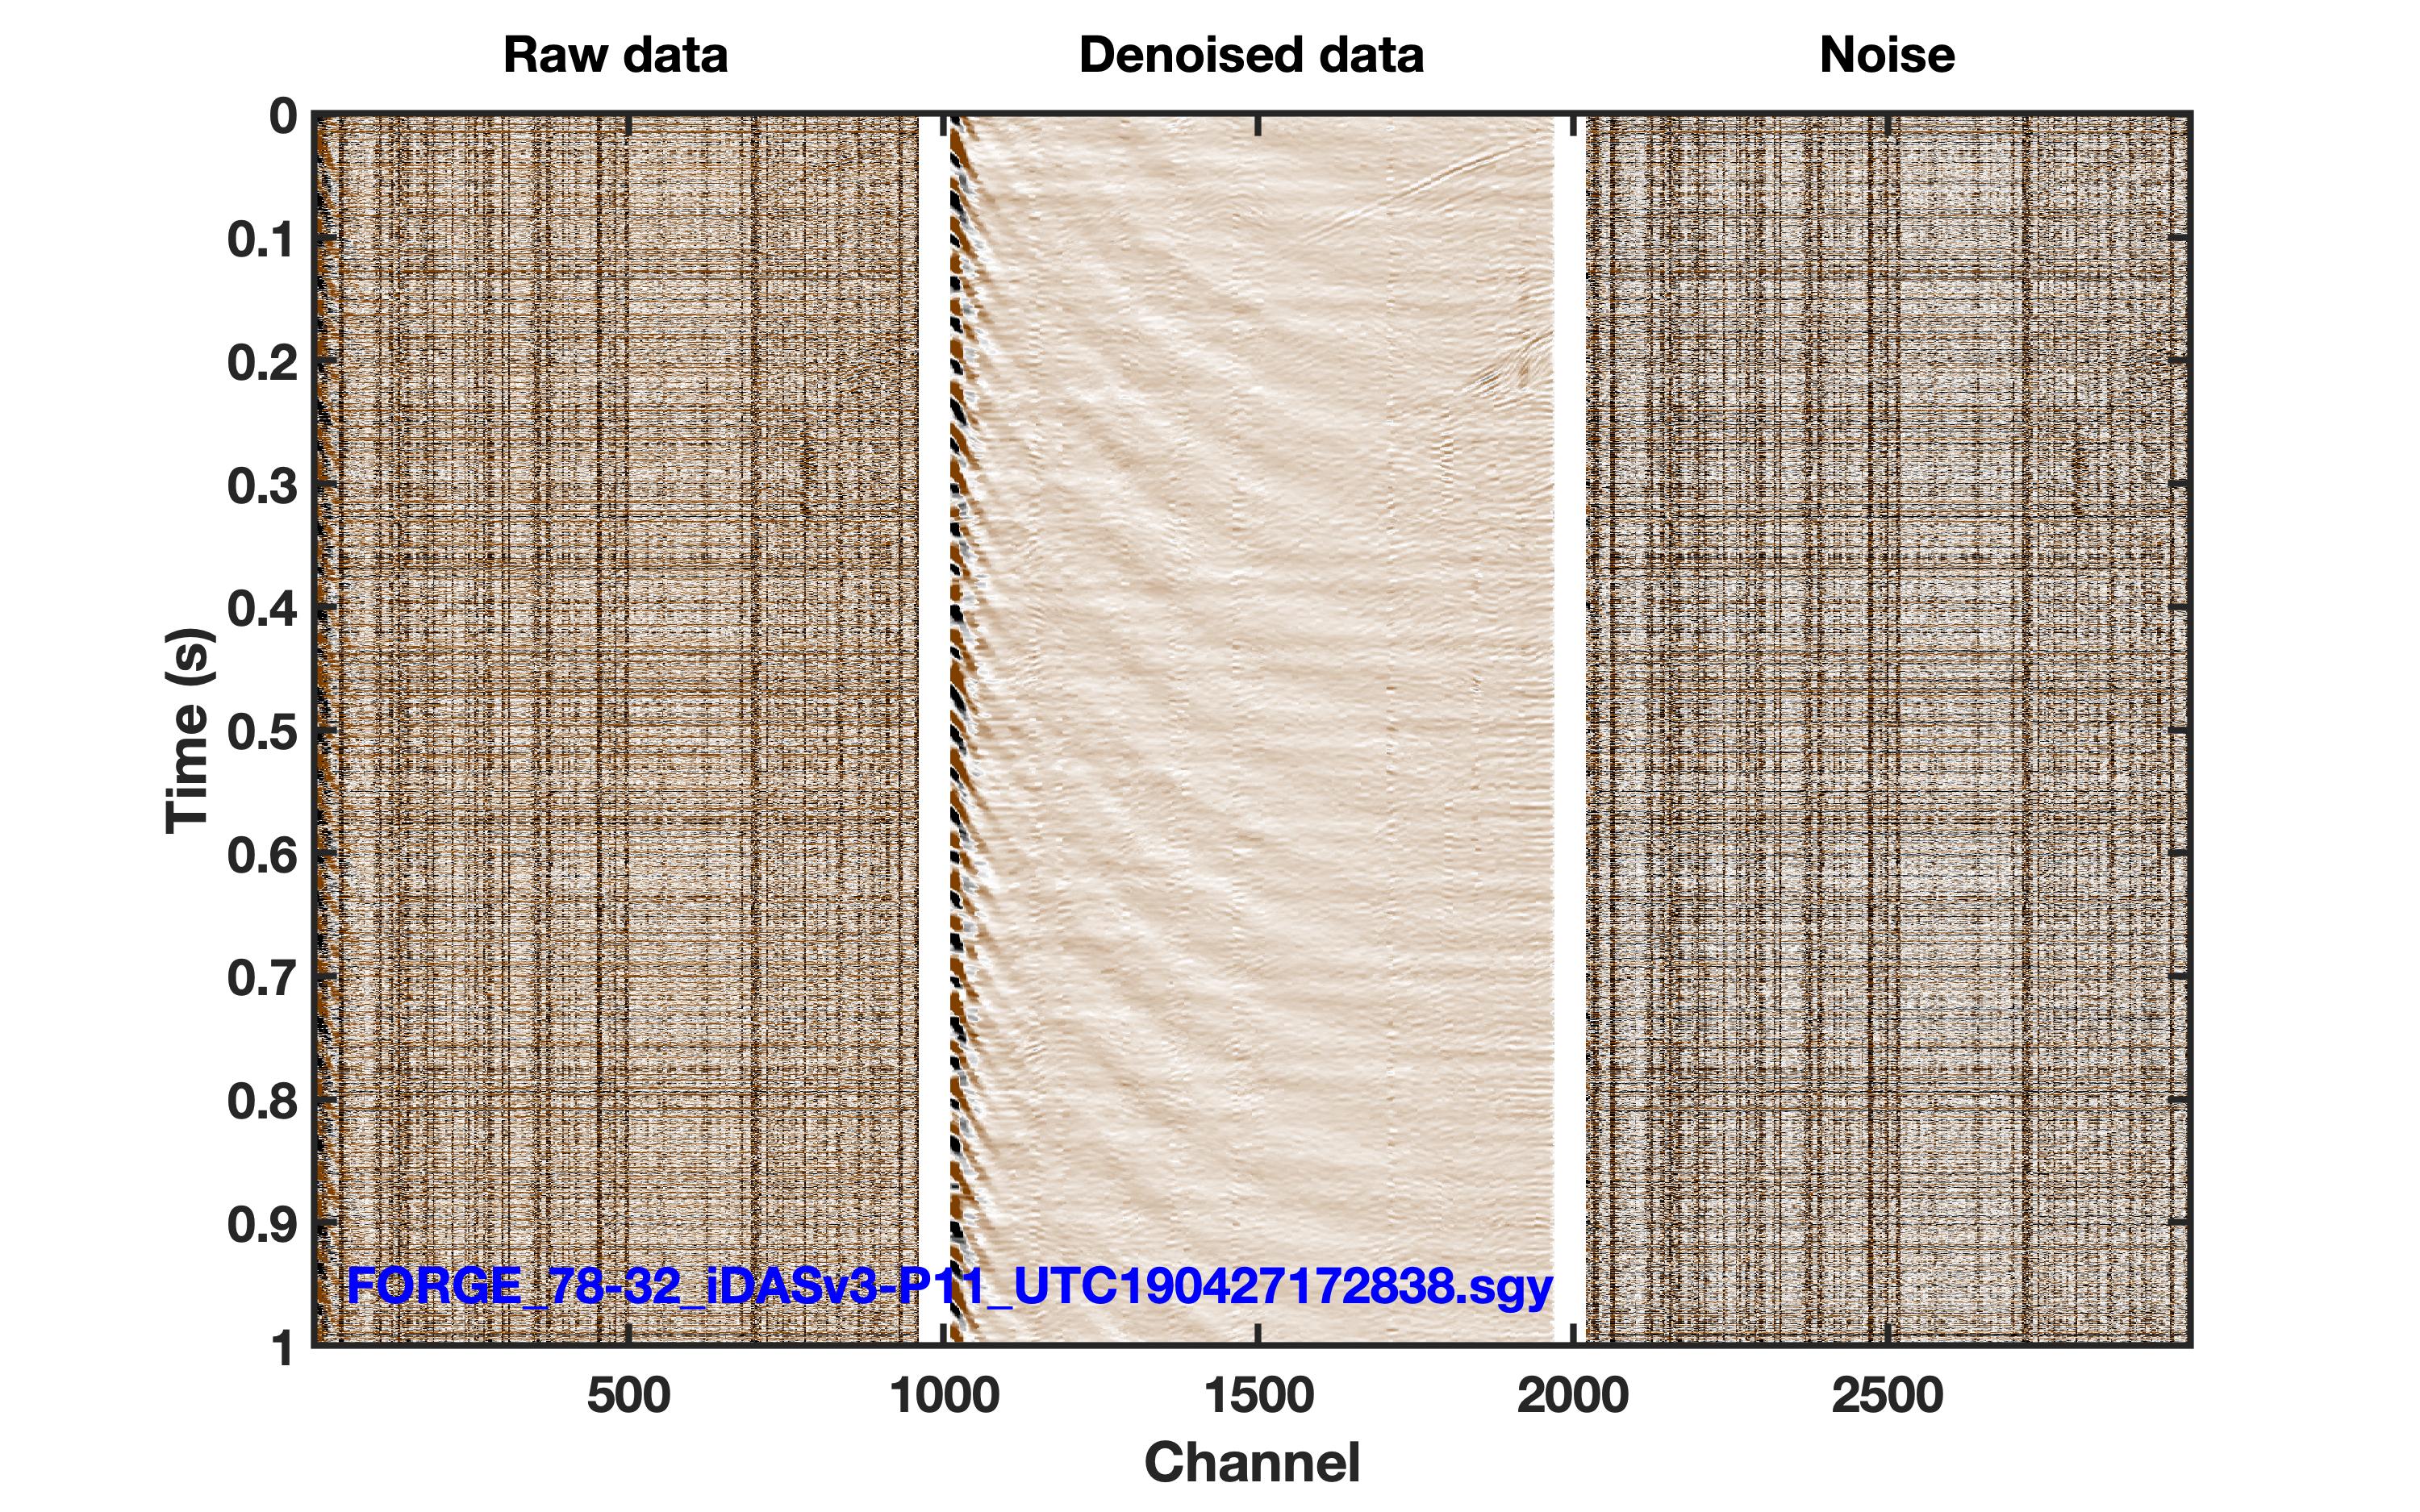 Raw data
Denoised data
Noise
0
0.1
0.2
0.3
0.4
0.5
0.6
0.7
0.8
0.9
1
Time (s)
FORGE_78-32_iDASv3-P11_UTC190427172838.sgy
500
1000
1500
2000
2500
Channel